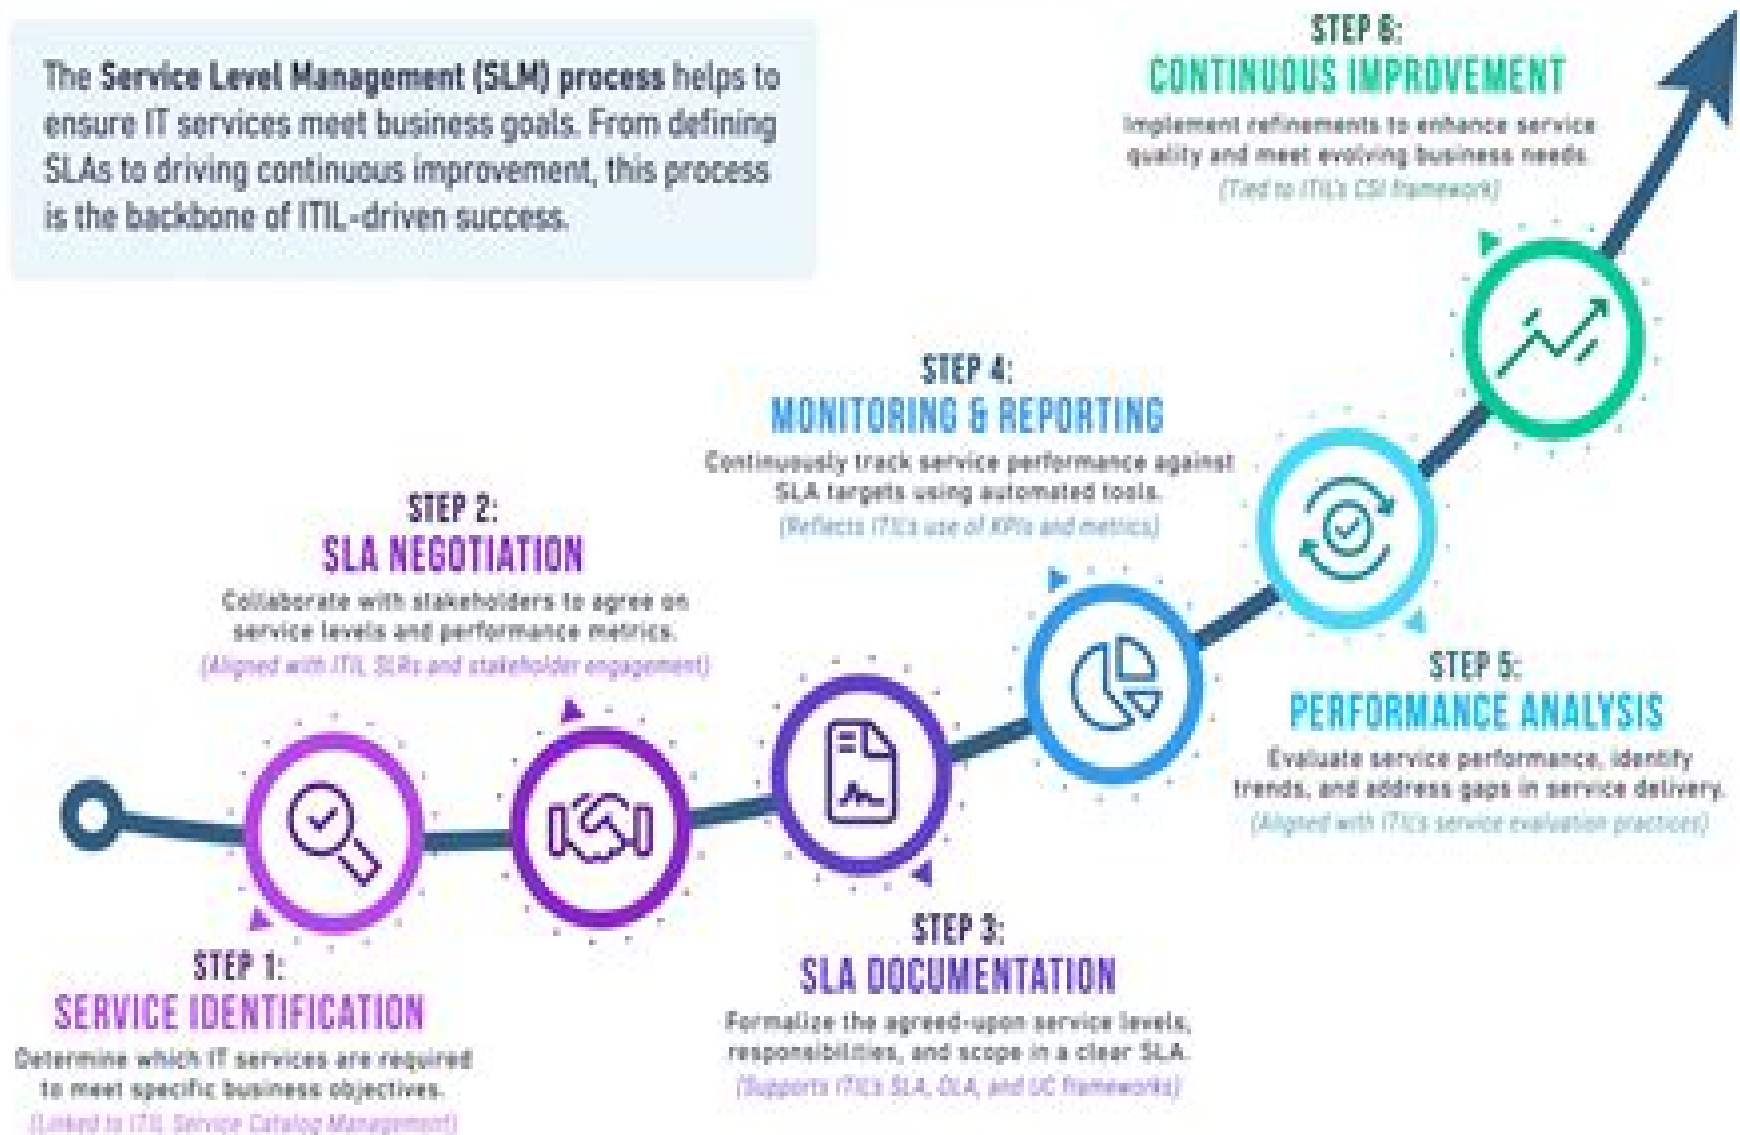 The Service Level Management (SLM) process helps to
ensure IT services meet business goals. From defining
SLAs to driving continuous improvement, this process
is the backbone of ITIL-driven success.
STEP 1:
SERVICE IDENTIFICATION
Determine which IT services are required
to meet specific business objectives.
(Linked to ITIL Service Catalog Management)
STEP 2:
SLA NEGOTIATION
Collaborate with stakeholders to agree on
service levels and performance metrics.
(Aligned with ITIL SLRs and stakeholder engagement)
STEP 3:
SLA DOCUMENTATION
Formalize the agreed-upon service levels,
responsibilities, and scope in a clear SLA.
(Supports ITIL's SLA, OLA, and UC frameworks)
STEP 4:
MONITORING & REPORTING
Continuously track service performance against
SLA targets using automated tools.
(Reflects ITIL's use of KPIs and metrics)
STEP 5:
PERFORMANCE ANALYSIS
Evaluate service performance, identify
trends, and address gaps in service delivery.
(Aligned with ITIL's service evaluation practices)
STEP 6:
CONTINUOUS IMPROVEMENT
Implement refinements to enhance service
quality and meet evolving business needs.
(Tied to ITIL's CSI framework)